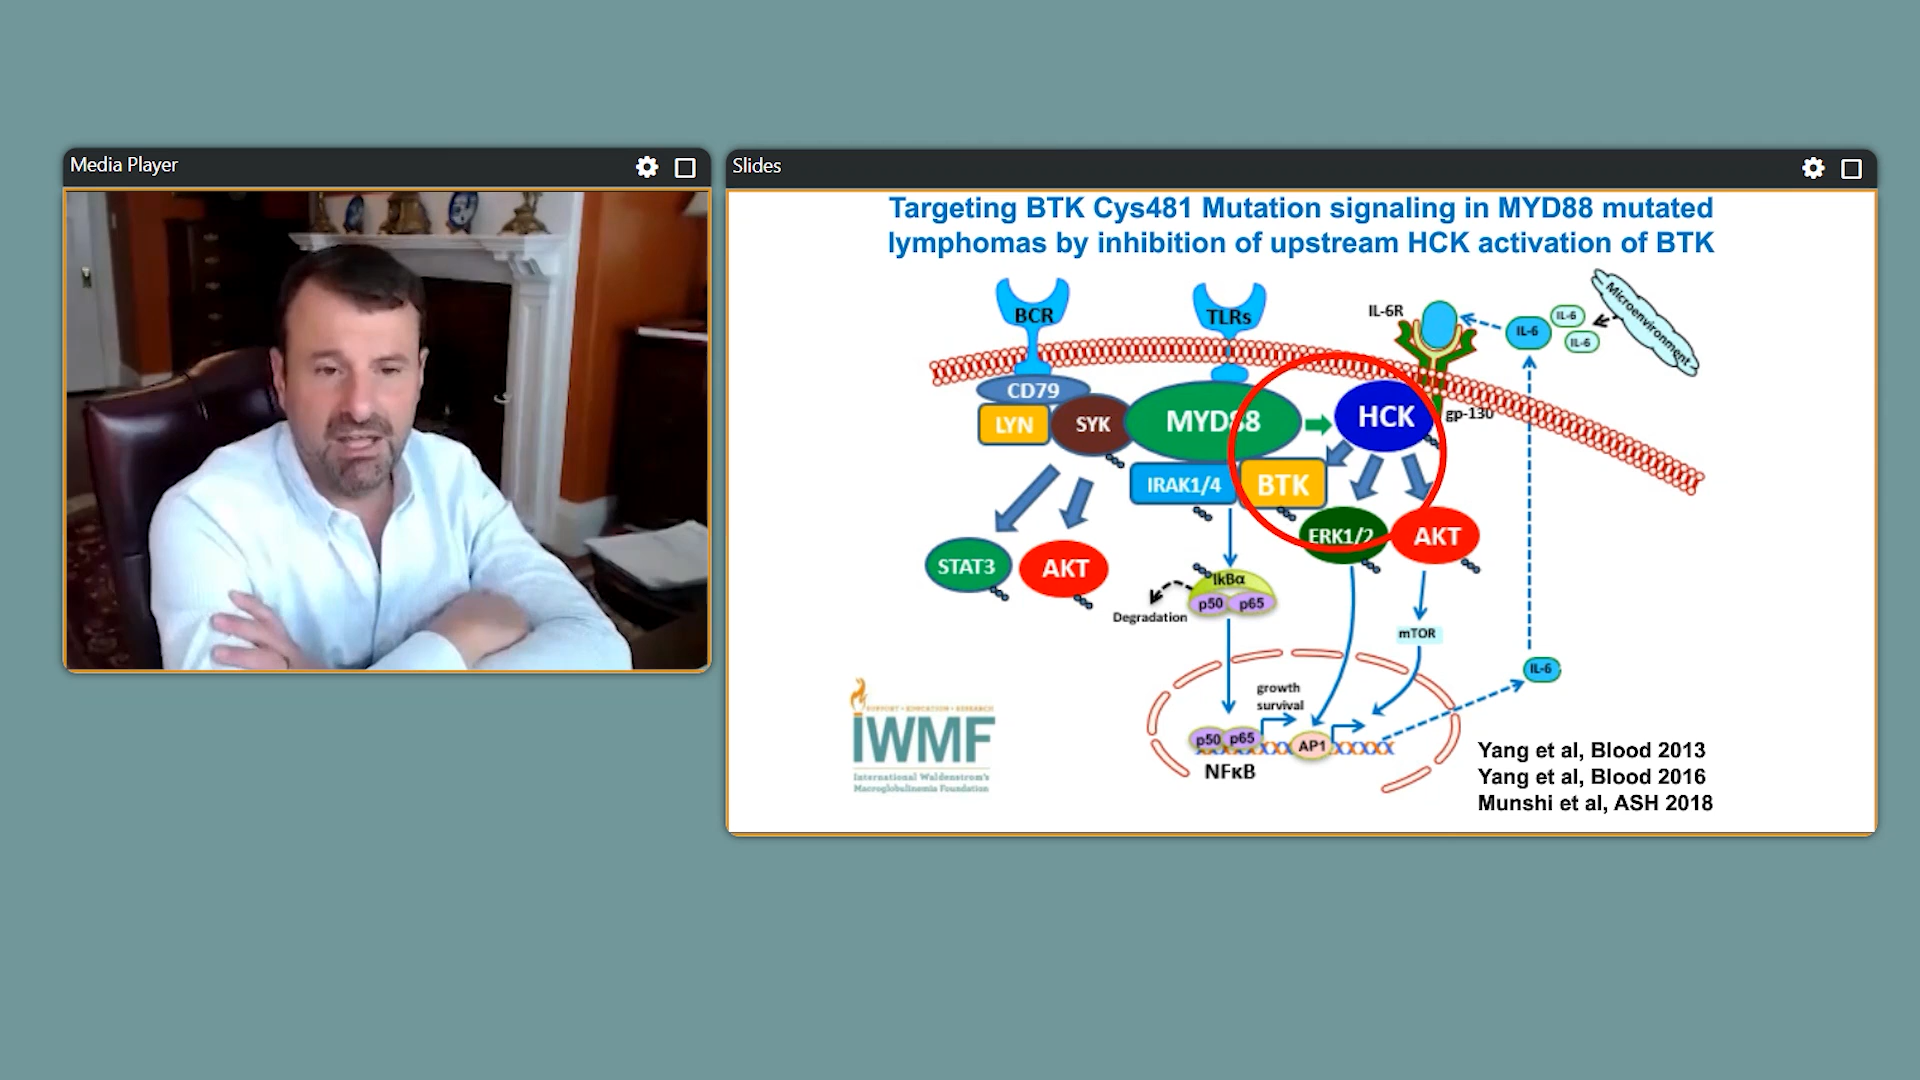 Media Player
Slides
Targeting BTK Cys481 Mutation signaling in MYD88 mutated
lymphomas by inhibition of upstream HCK activation of BTK
BCR
TLRs
IL-6R
IL-6
IL-6
IL-6
Microenvironment
CD79
LYN
SYK
MYD88
HCK
gp-130
IRAK1/4
BTK
ERK1/2
AKT
STAT3
AKT
IkBα
p50
p65
Degradation
mTOR
IL-6
growth
survival
p50
p65
AP1
NFκB
SUPPORT • EDUCATION • RESEARCH
IWMF
International Waldenstrom's
Macroglobulinemia Foundation
Yang et al, Blood 2013
Yang et al, Blood 2016
Munshi et al, ASH 2018